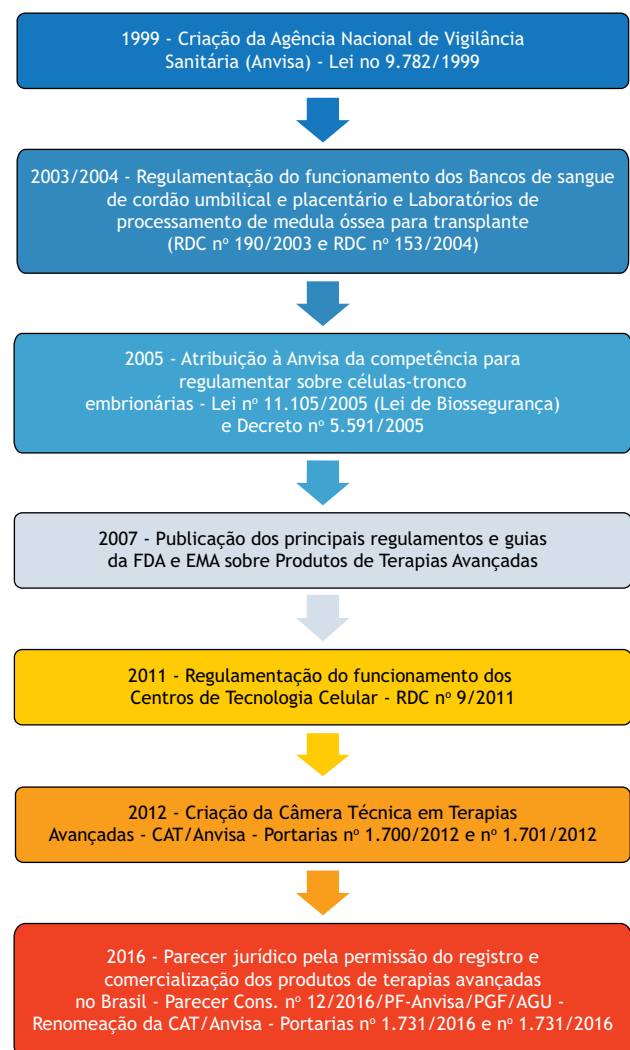 1999 - Criação da Agência Nacional de Vigilância
Sanitária (Anvisa) - Lei no 9.782/1999
2003/2004 - Regulamentação do funcionamento dos Bancos de sangue
de cordão umbilical e placentário e Laboratórios de
processamento de medula óssea para transplante
(RDC nº 190/2003 e RDC nº 153/2004)
2005 - Atribuição à Anvisa da competência para
regulamentar sobre células-tronco
embrionárias - Lei nº 11.105/2005 (Lei de Biossegurança)
e Decreto nº 5.591/2005
2007 - Publicação dos principais regulamentos e guias
da FDA e EMA sobre Produtos de Terapias Avançadas
2011 - Regulamentação do funcionamento dos
Centros de Tecnologia Celular - RDC nº 9/2011
2012 - Criação da Câmera Técnica em Terapias
Avançadas - CAT/Anvisa - Portarias nº 1.700/2012 e nº 1.701/2012
2016 - Parecer jurídico pela permissão do registro e
comercialização dos produtos de terapias avançadas
no Brasil - Parecer Cons. nº 12/2016/PF-Anvisa/PGF/AGU -
Renomeação da CAT/Anvisa - Portarias nº 1.731/2016 e nº 1.731/2016